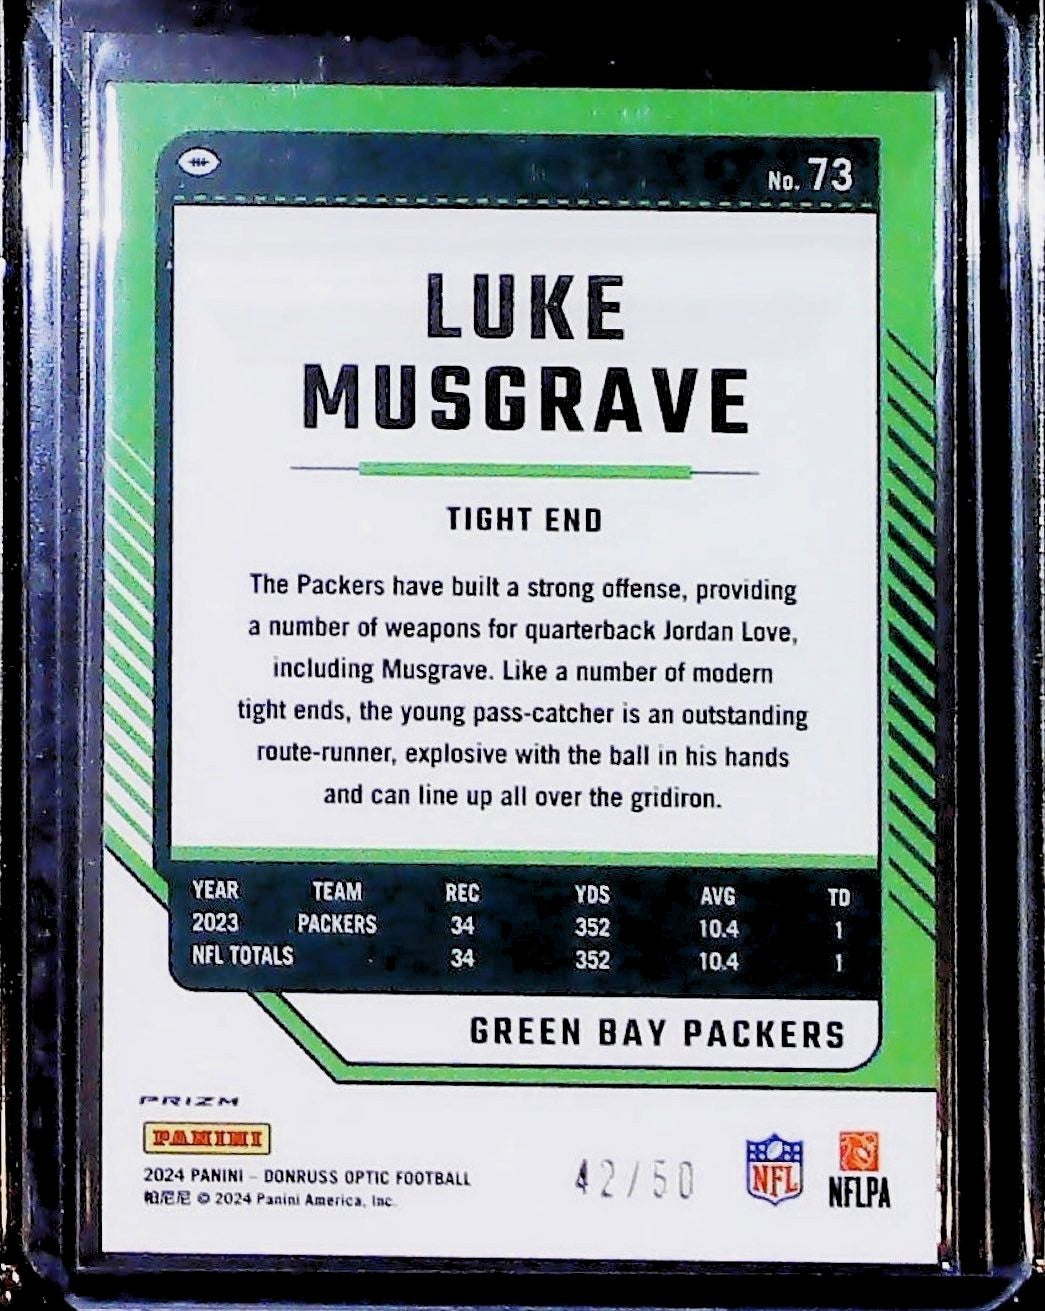 No. 73
LUKE
MUSGRAVE
TIGHT END
The Packers have built a strong offense, providing
a number of weapons for quarterback Jordan Love,
including Musgrave. Like a number of modern
tight ends, the young pass-catcher is an outstanding
route-runner, explosive with the ball in his hands
and can line up all over the gridiron.
YEAR TEAM REC YDS AVG TD
2023 PACKERS 34 352 10.4 1
NFL TOTALS 34 352 10.4 1
GREEN BAY PACKERS
PRIZM
PANINI
2024 PANINI – DONRUSS OPTIC FOOTBALL
帕尼尼 © 2024 Panini America, Inc.
42/50
NFL
NFLPA